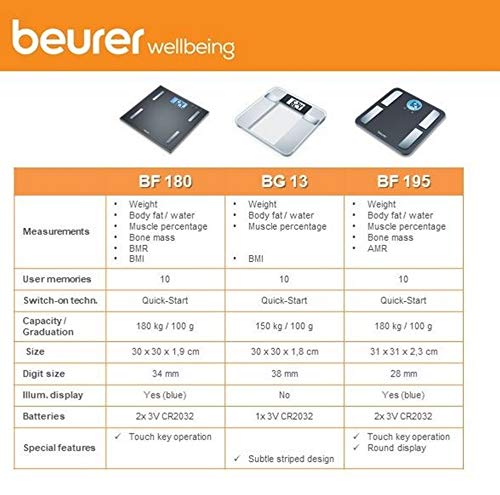 beurer wellbeing
BF 180 BG 13 BF 195
Measurements
• Weight
• Body fat / water
• Muscle percentage
• Bone mass
• BMR
• BMI
• Weight
• Body fat / water
• Muscle percentage
• BMI
• Weight
• Body fat / water
• Muscle percentage
• Bone mass
• AMR
User memories 10 10 10
Switch-on techn. Quick-Start Quick-Start Quick-Start
Capacity /
Graduation
180 kg / 100 g 150 kg / 100 g 180 kg / 100 g
Size 30 x 30 x 1,9 cm 30 x 30 x 1,8 cm 31 x 31 x 2,3 cm
Digit size 34 mm 38 mm 28 mm
Illum. display Yes (blue) No Yes (blue)
Batteries 2x 3V CR2032 1x 3V CR2032 2x 3V CR2032
Special features
✓ Touch key operation
✓ Subtle striped design
✓ Touch key operation
✓ Round display